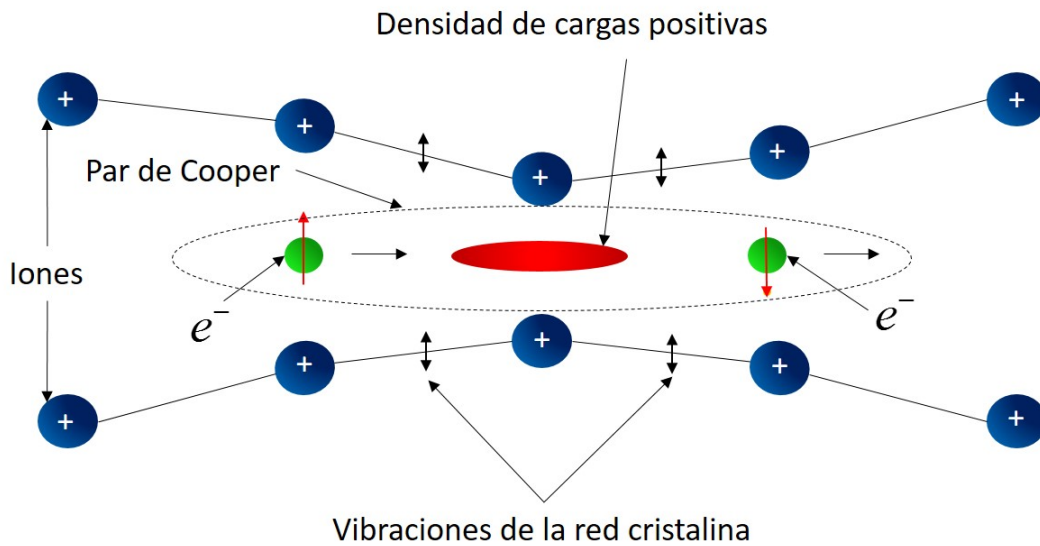 Densidad de cargas positivas
+
+
+
+
+
Par de Cooper
Iones
e⁻
e⁻
+
+
+
+
+
Vibraciones de la red cristalina